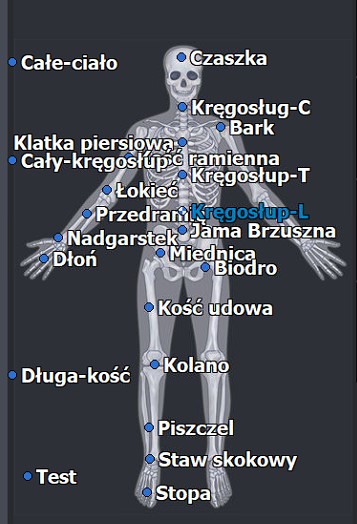 Czaszka
Całe-ciało
Kręgosług-C
Bark
Klatka piersiowa
Cały-kręgosłup ramienna
Kręgosłup-T
Łokieć
Kręgosłup-L
Jama Brzuszna
Nadgarstek
Miednica
Dłoń
Biodro
Kość udowa
Kolano
Długa-kość
Piszczel
Staw skokowy
Test
Stopa